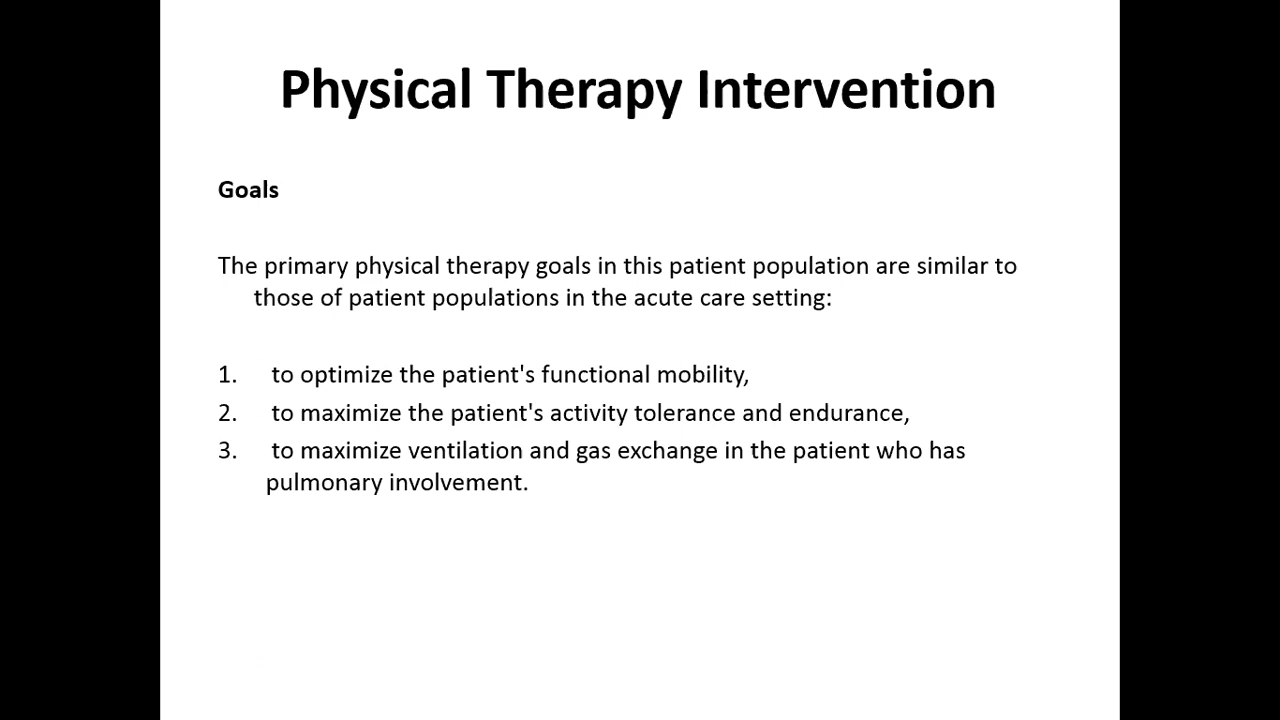 Physical Therapy Intervention
Goals
The primary physical therapy goals in this patient population are similar to
those of patient populations in the acute care setting:
1. to optimize the patient's functional mobility,
2. to maximize the patient's activity tolerance and endurance,
3. to maximize ventilation and gas exchange in the patient who has
pulmonary involvement.